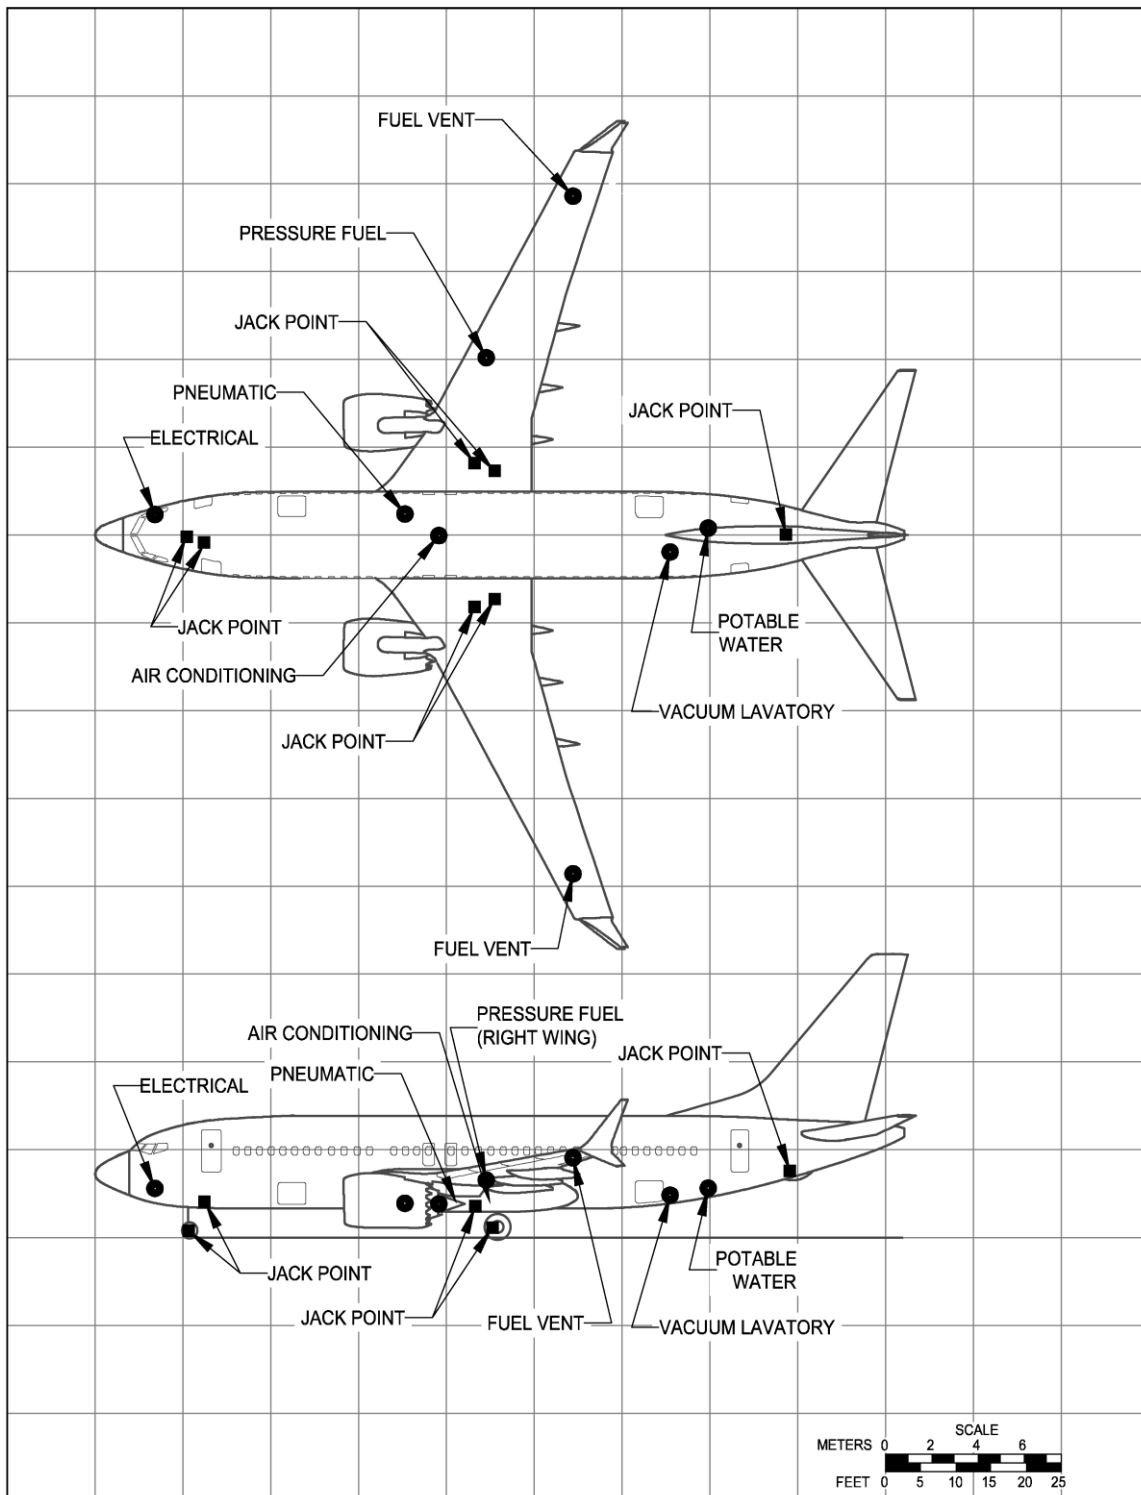 FUEL VENT
PRESSURE FUEL
JACK POINT
PNEUMATIC
JACK POINT
ELECTRICAL
JACK POINT
POTABLE
WATER
AIR CONDITIONING
VACUUM LAVATORY
JACK POINT
FUEL VENT
PRESSURE FUEL
(RIGHT WING)
AIR CONDITIONING
JACK POINT
PNEUMATIC
ELECTRICAL
POTABLE
WATER
JACK POINT
JACK POINT
FUEL VENT
VACUUM LAVATORY
SCALE
METERS 0 2 4 6
FEET 0 5 10 15 20 25